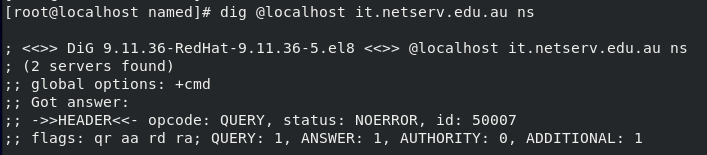 [root@localhost named]# dig @localhost it.netserv.edu.au ns
; <<>> DiG 9.11.36-RedHat-9.11.36-5.el8 <<>> @localhost it.netserv.edu.au ns
; (2 servers found)
;; global options: +cmd
;; Got answer:
;; ->>HEADER<<- opcode: QUERY, status: NOERROR, id: 50007
;; flags: qr aa rd ra; QUERY: 1, ANSWER: 1, AUTHORITY: 0, ADDITIONAL: 1